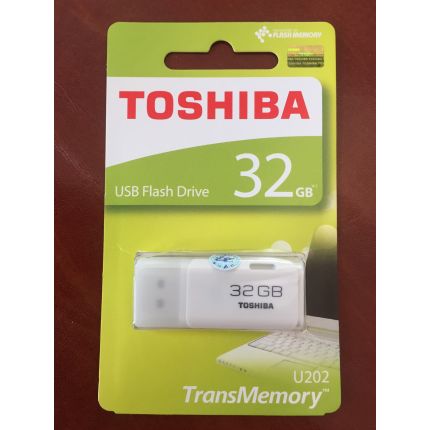 FLASH MEMORY
TOSHIBA
USB Flash Drive
32GB
32GB
TOSHIBA
U202
TransMemory™